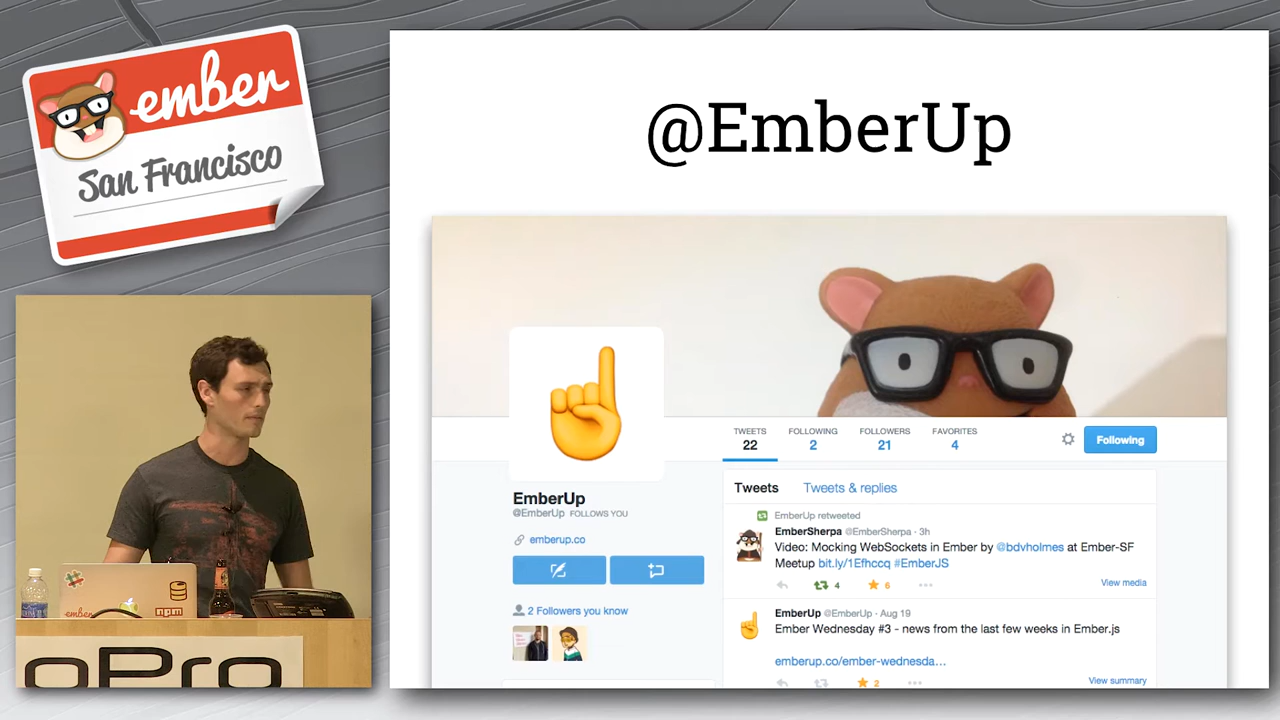 ember
San Francisco
@EmberUp
TWEETS
22
FOLLOWING
2
FOLLOWERS
21
FAVORITES
4
Following
EmberUp
@EmberUp FOLLOWS YOU
emberup.co
2 Followers you know
Tweets
Tweets & replies
EmberUp retweeted
EmberSherpa @EmberSherpa · 3h
Video: Mocking WebSockets in Ember by @bdvholmes at Ember-SF
Meetup bit.ly/1Efhccq #EmberJS
4
6
View media
EmberUp @EmberUp · Aug 19
Ember Wednesday #3 - news from the last few weeks in Ember.js
emberup.co/ember-wednesda…
2
View summary
ember
npm
oPro